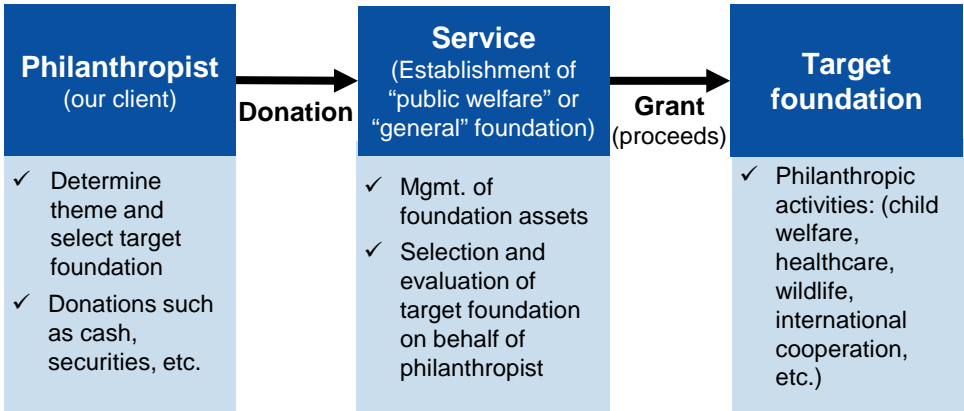 Philanthropist
(our client)
✓ Determine
theme and
select target
foundation
✓ Donations such
as cash,
securities, etc.
Donation
Service
(Establishment of
“public welfare” or
“general” foundation)
✓ Mgmt. of
foundation assets
✓ Selection and
evaluation of
target foundation
on behalf of
philanthropist
Grant
(proceeds)
Target
foundation
✓ Philanthropic
activities: (child
welfare,
healthcare,
wildlife,
international
cooperation,
etc.)